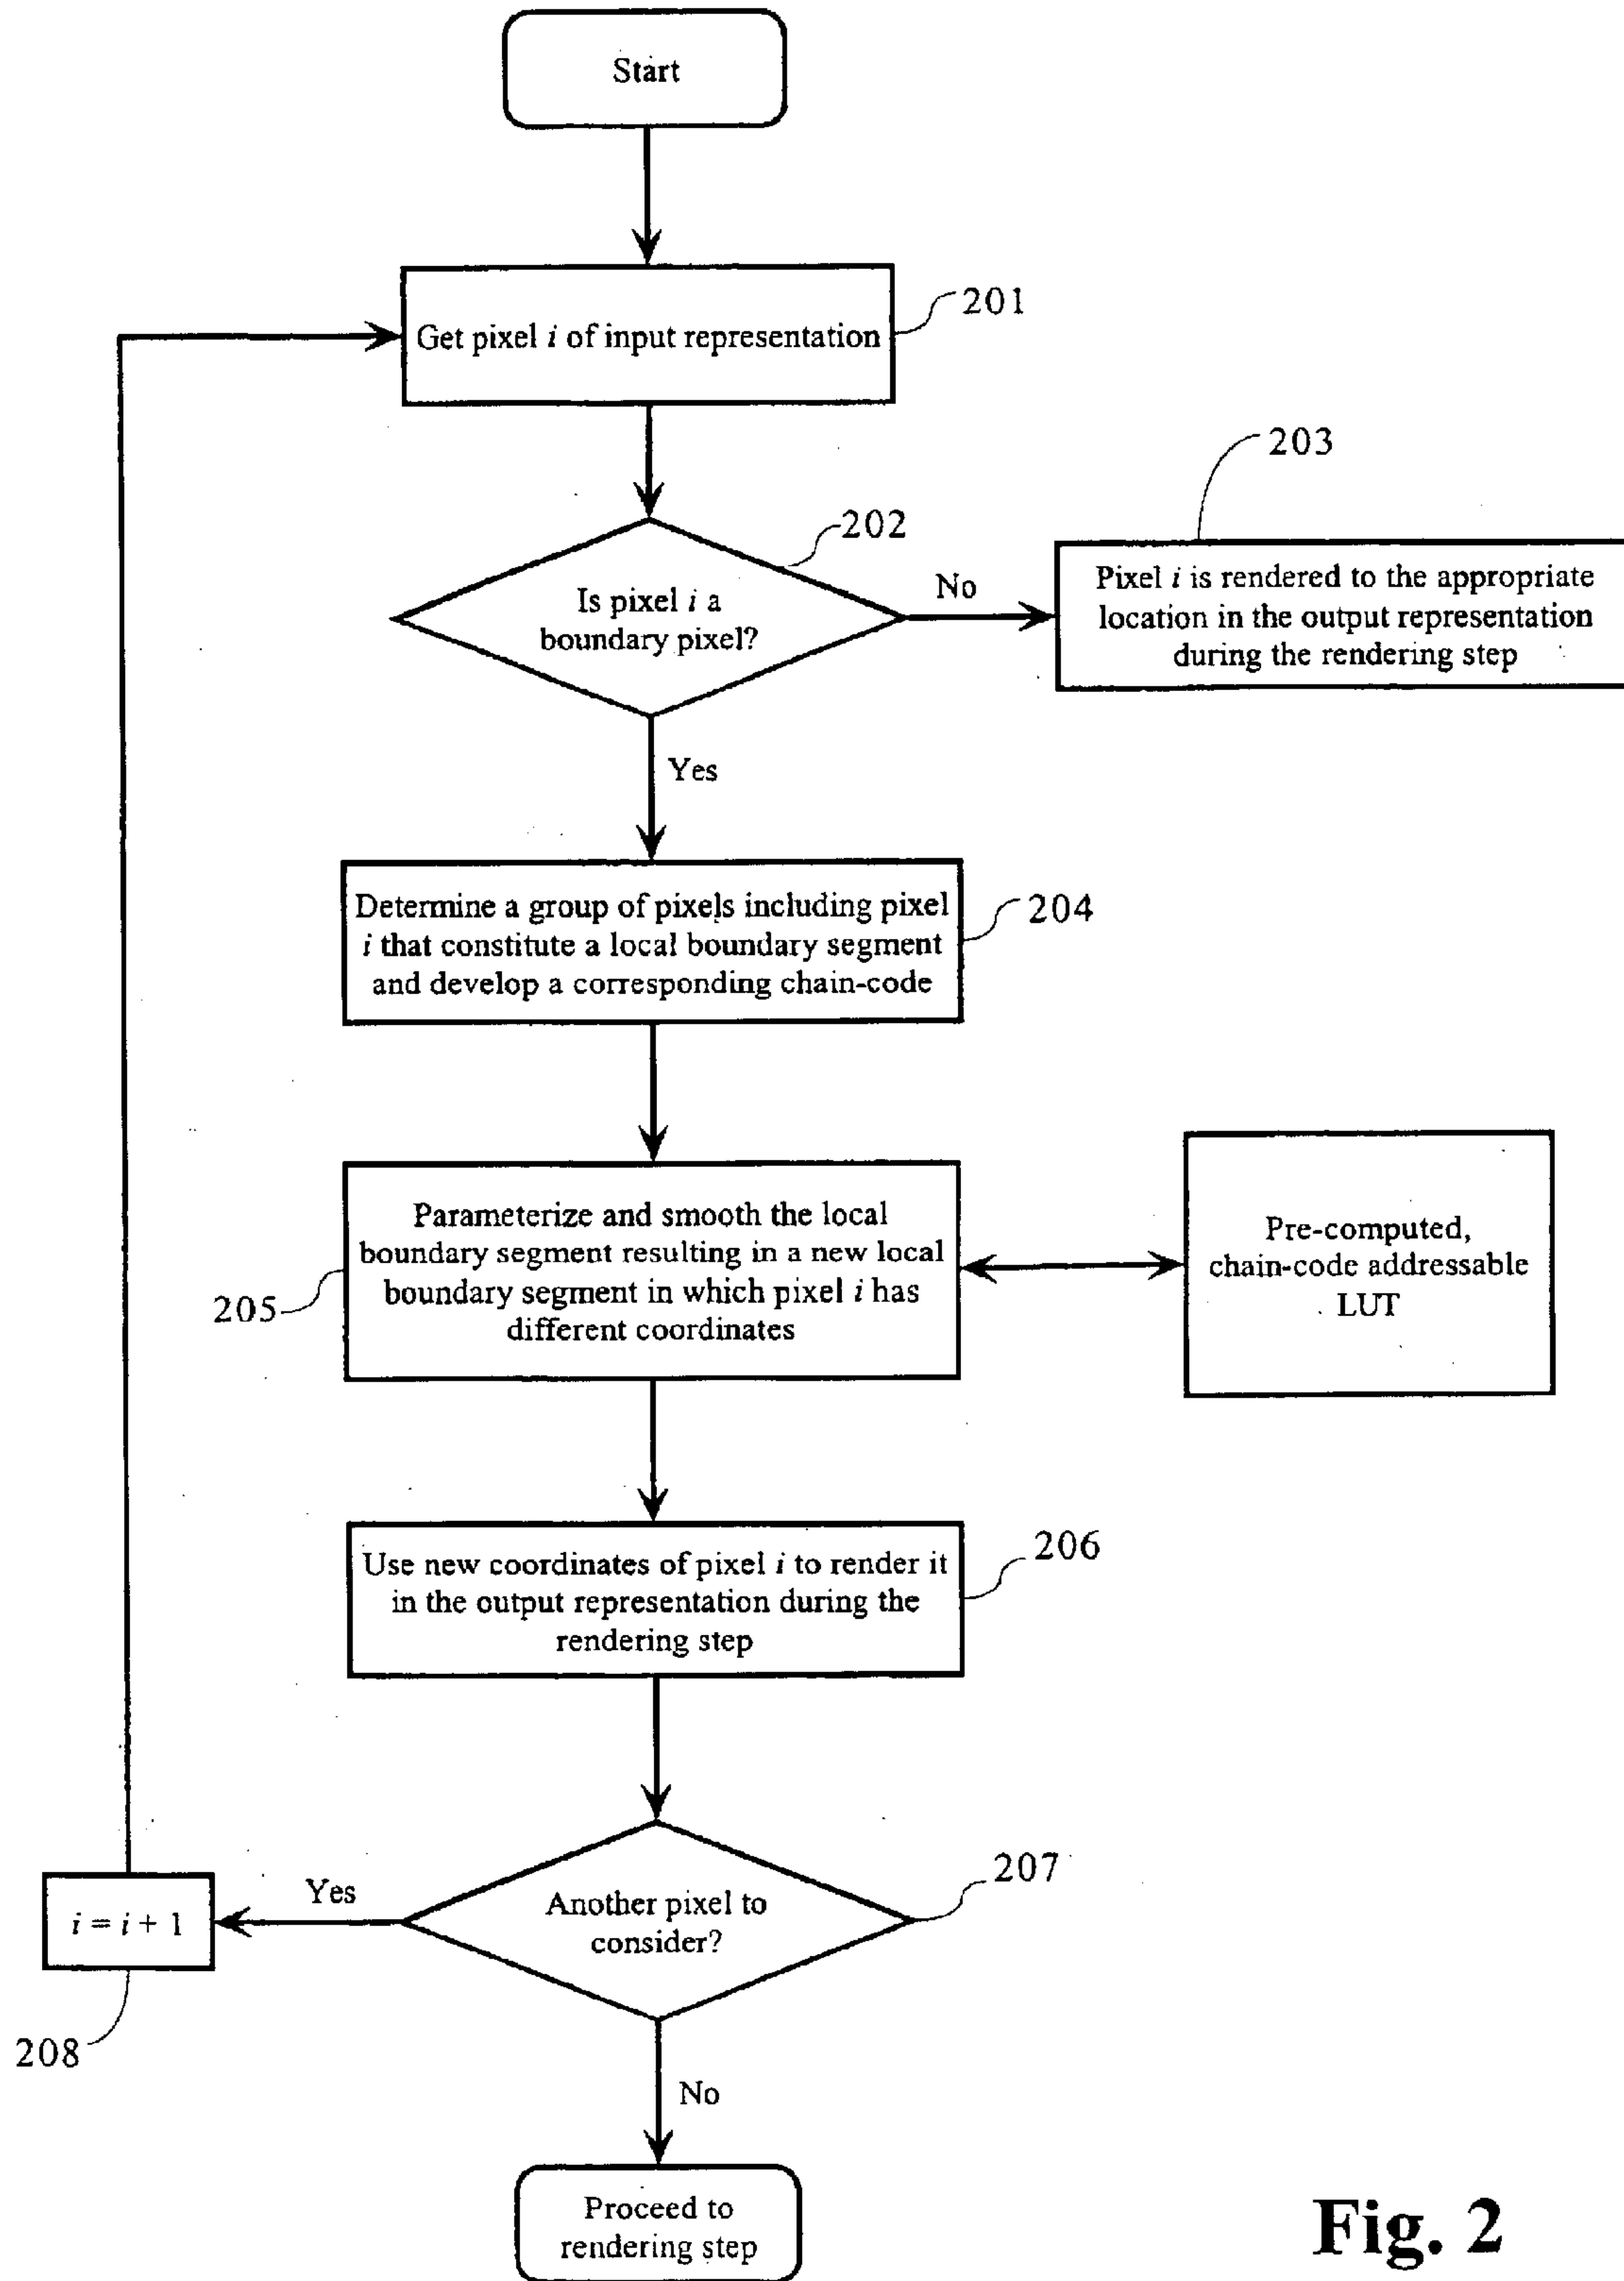 Start
Get pixel i of input representation
201
202
Is pixel i a
boundary pixel?
No
203
Pixel i is rendered to the appropriate
location in the output representation
during the rendering step
Yes
Determine a group of pixels including pixel
i that constitute a local boundary segment
and develop a corresponding chain-code
204
Parameterize and smooth the local
boundary segment resulting in a new local
boundary segment in which pixel i has
different coordinates
205
Pre-computed,
chain-code addressable
LUT
Use new coordinates of pixel i to render it
in the output representation during the
rendering step
206
Another pixel to
consider?
207
Yes
i = i + 1
208
No
Proceed to
rendering step
Fig. 2